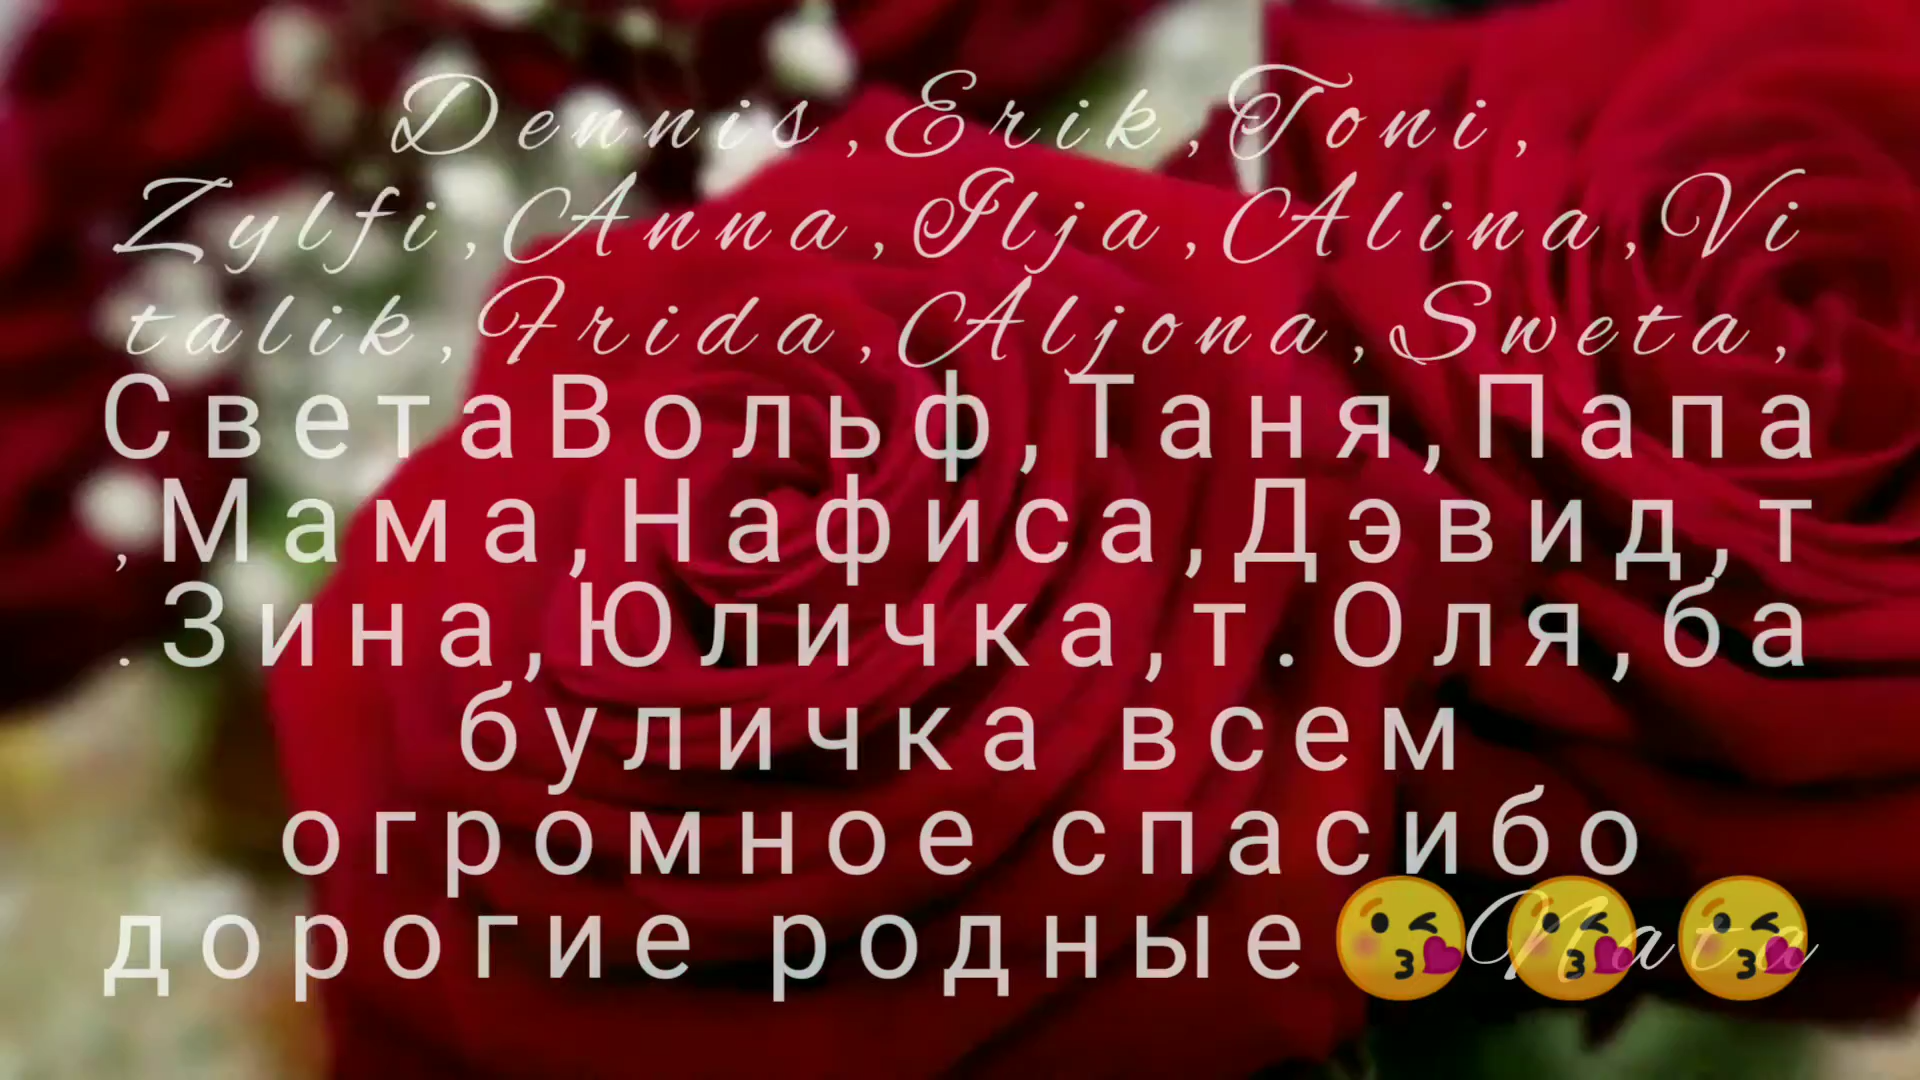 Dennis,Erik,Toni,
Zylfi,Anna,Ilja,Alina,Vi
talik,Frida,Aljona,Sweta,
СветаВольф,Таня,Папа
,Мама,Нафиса,Дэвид,т
.Зина,Юличка,т.Оля,ба
буличка всем
огромное спасибо
дорогие родные😘😘😘
Nata